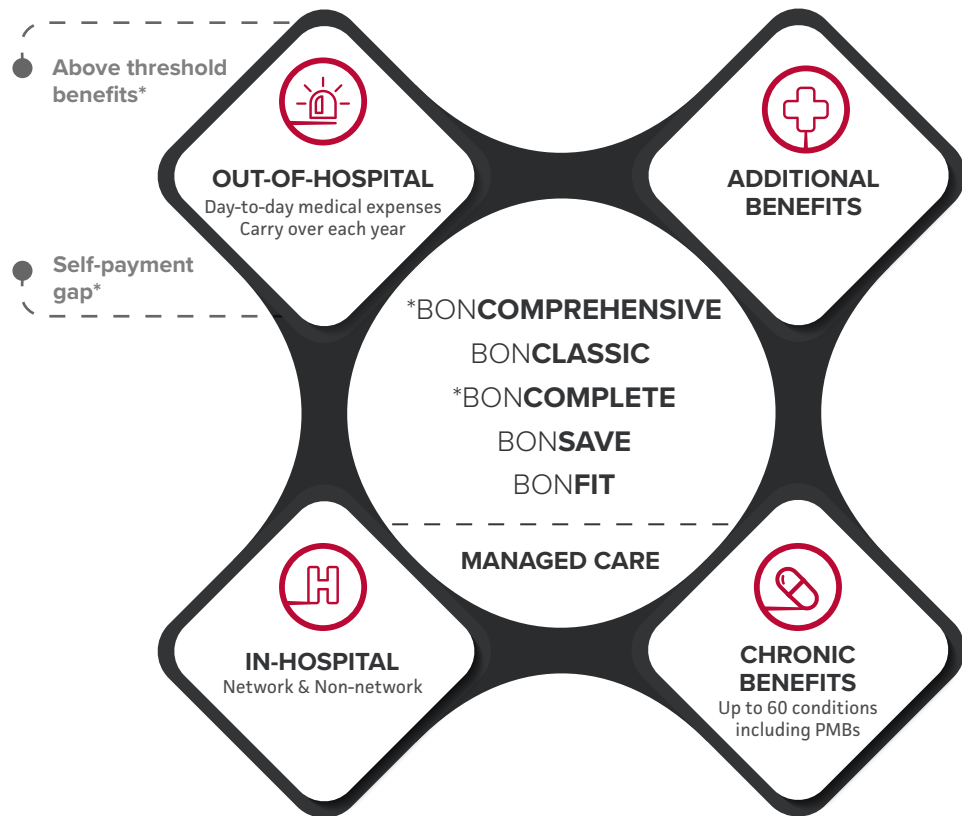 Above threshold
benefits*
OUT-OF-HOSPITAL
Day-to-day medical expenses
Carry over each year
Self-payment
gap*
ADDITIONAL
BENEFITS
*BONCOMPREHENSIVE
BONCLASSIC
*BONCOMPLETE
BONSAVE
BONFIT
MANAGED CARE
IN-HOSPITAL
Network & Non-network
CHRONIC
BENEFITS
Up to 60 conditions
including PMBs